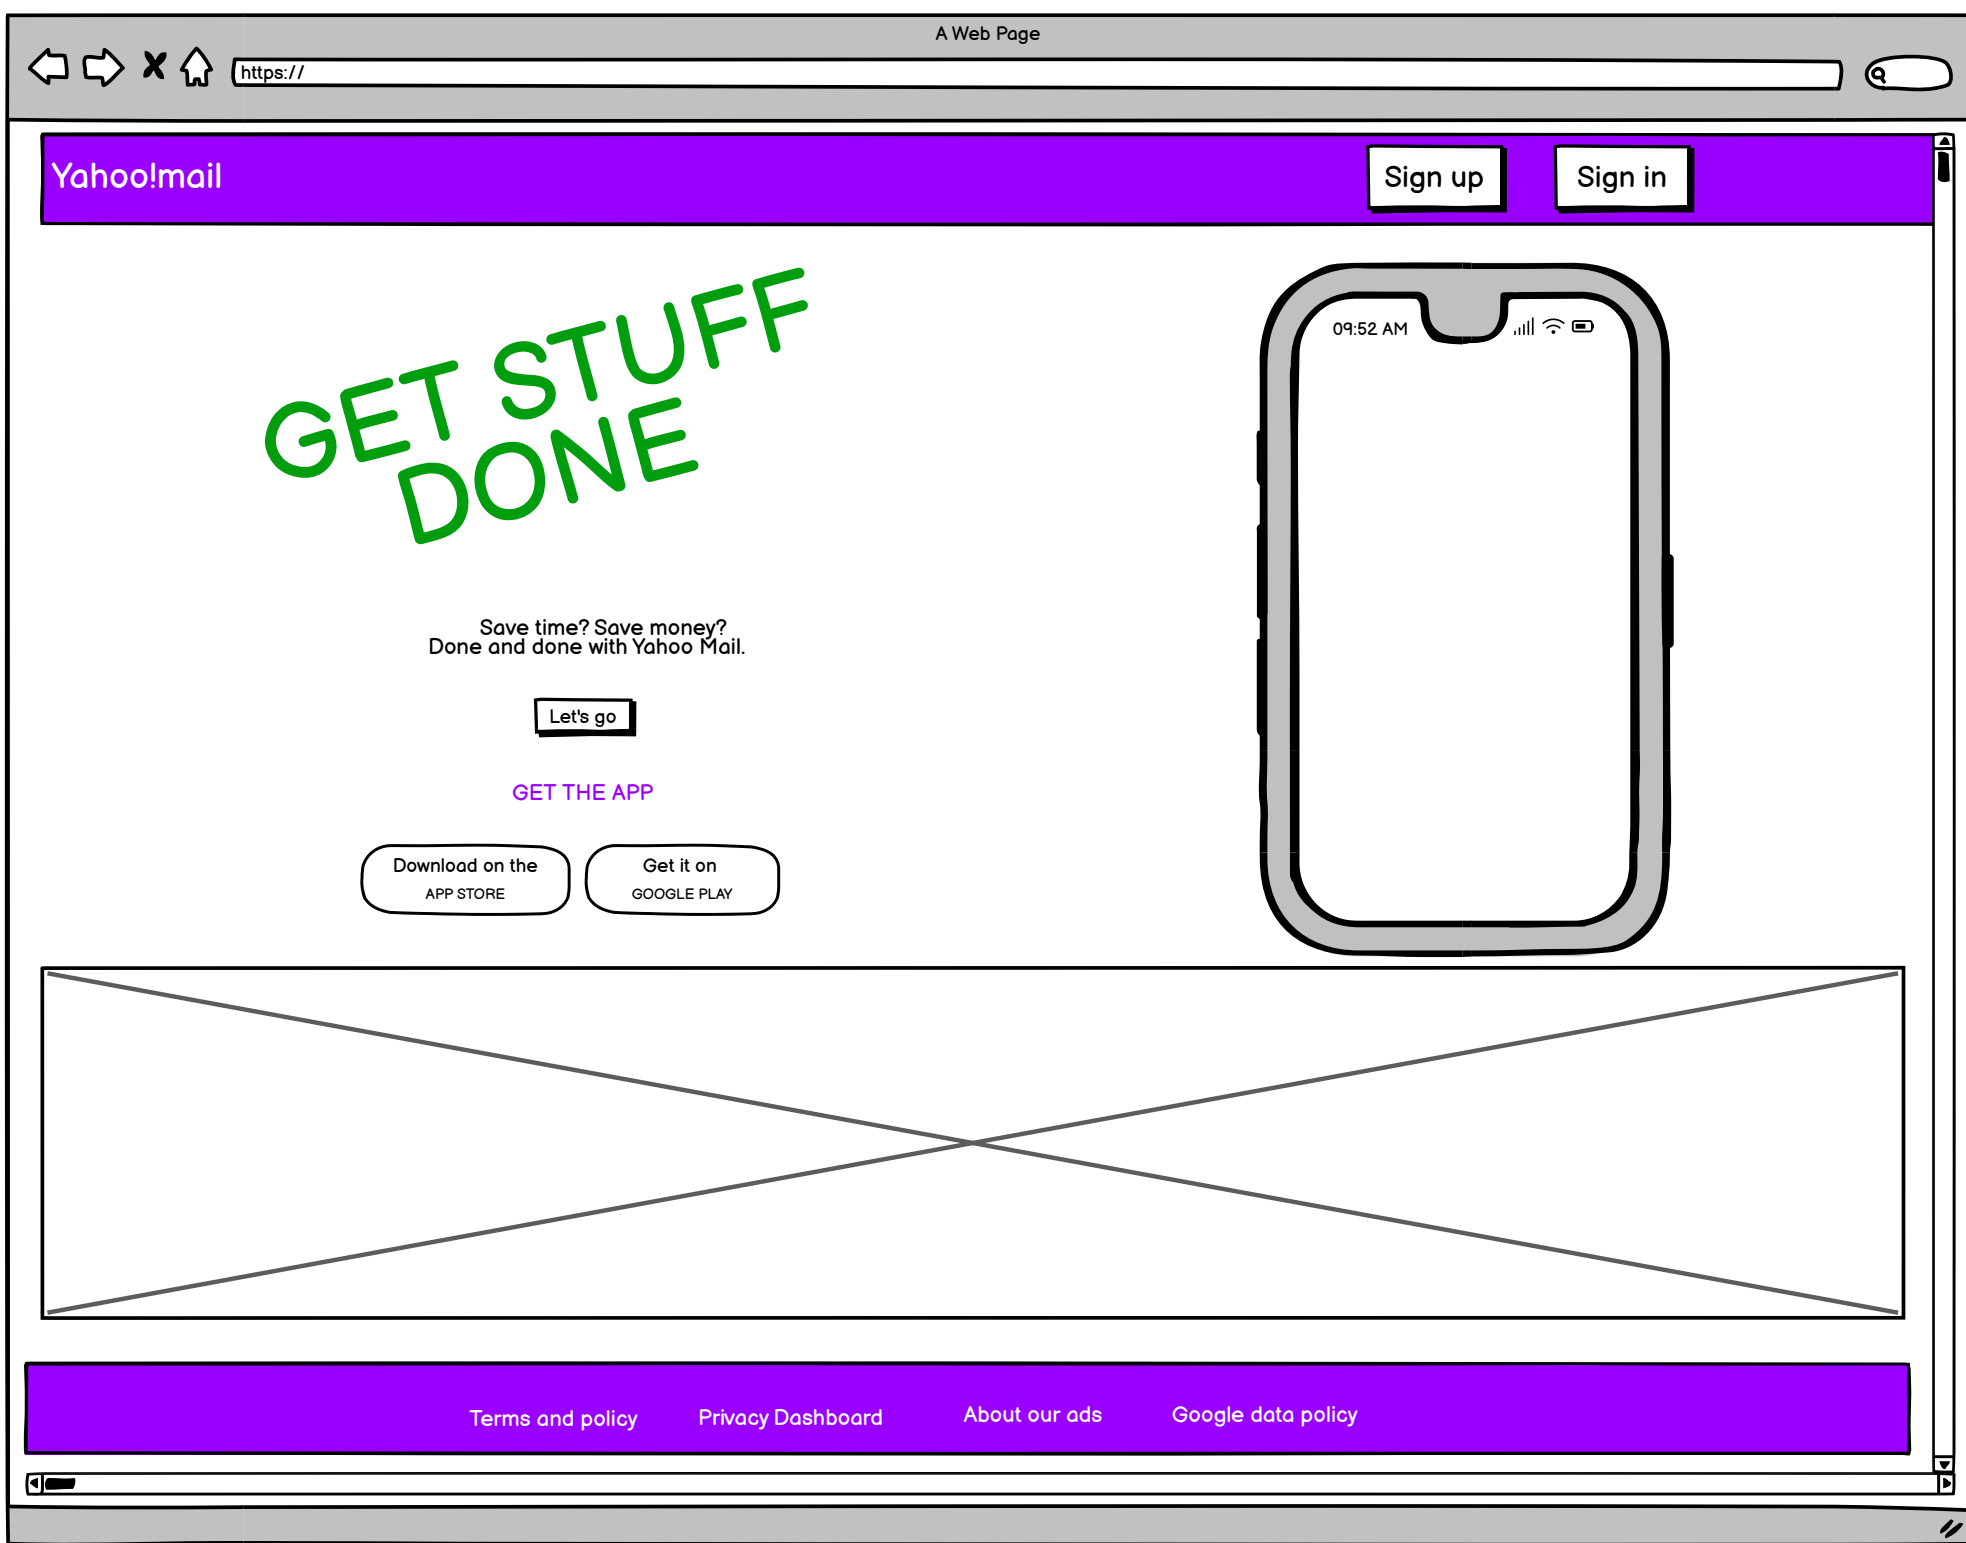 A Web Page
https://
Yahoo!mail
Sign up
Sign in
GET STUFF
DONE
09:52 AM
Save time? Save money?
Done and done with Yahoo Mail.
Let's go
GET THE APP
Download on the
APP STORE
Get it on
GOOGLE PLAY
Terms and policy
Privacy Dashboard
About our ads
Google data policy